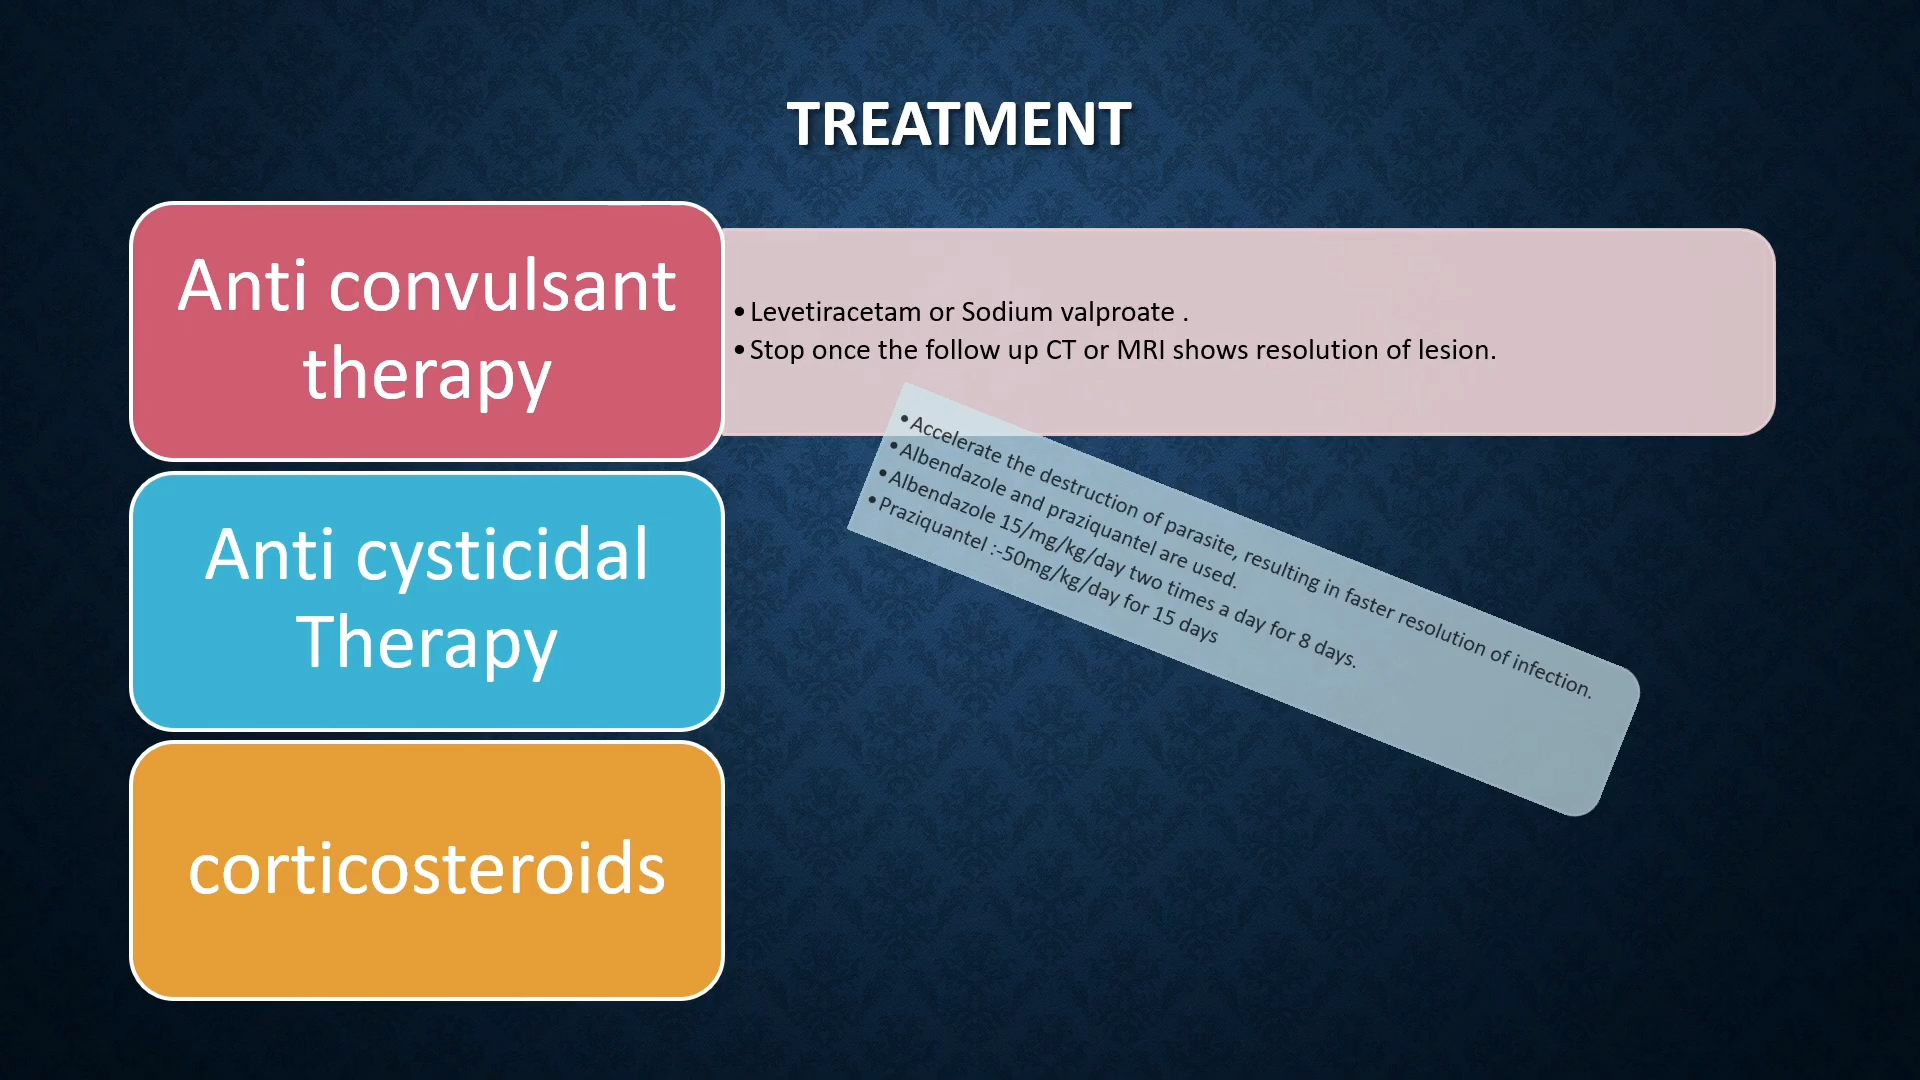 TREATMENT
Anti convulsant
therapy
•Levetiracetam or Sodium valproate .
•Stop once the follow up CT or MRI shows resolution of lesion.
Anti cysticidal
Therapy
•Accelerate the destruction of parasite, resulting in faster resolution of infection.
•Albendazole and praziquantel are used.
•Albendazole 15/mg/kg/day two times a day for 8 days.
•Praziquantel :-50mg/kg/day for 15 days
corticosteroids